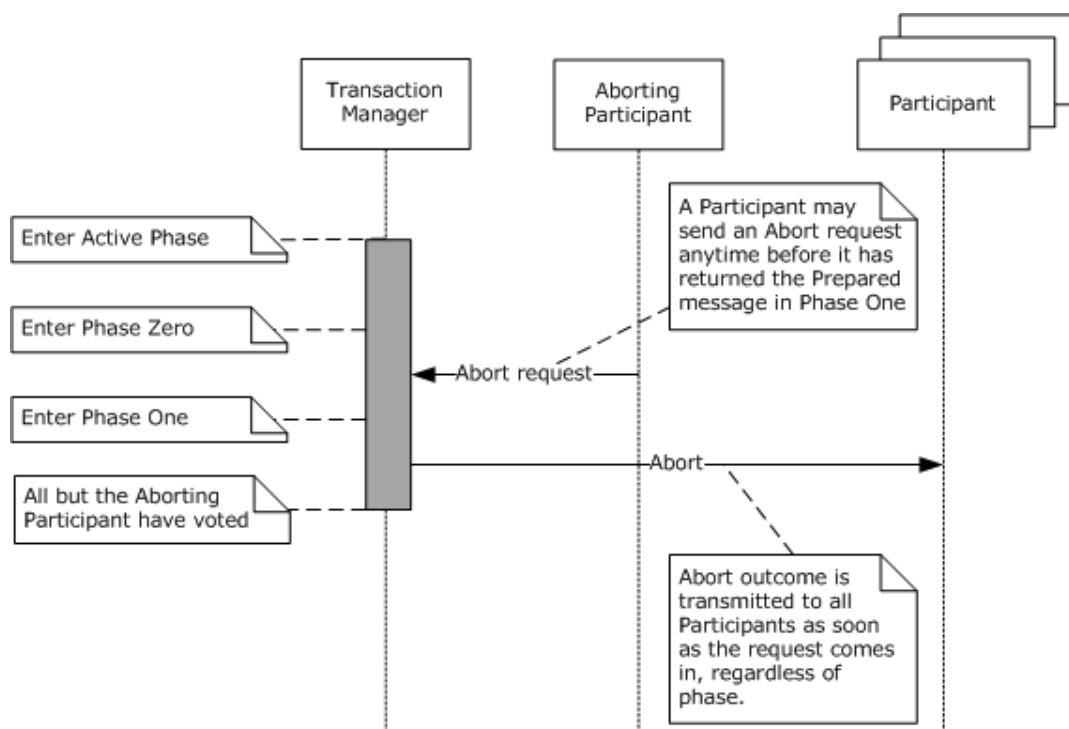 Transaction
Manager
Aborting
Participant
Participant
A Participant may
send an Abort request
anytime before it has
returned the Prepared
message in Phase One
Enter Active Phase
Enter Phase Zero
Abort request
Enter Phase One
Abort
All but the Aborting
Participant have voted
Abort outcome is
transmitted to all
Participants as soon
as the request comes
in, regardless of
phase.